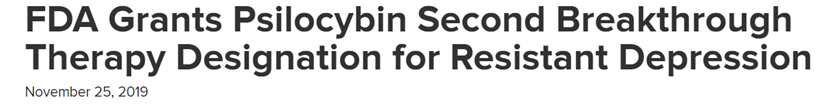 FDA Grants Psilocybin Second Breakthrough
Therapy Designation for Resistant Depression
November 25, 2019